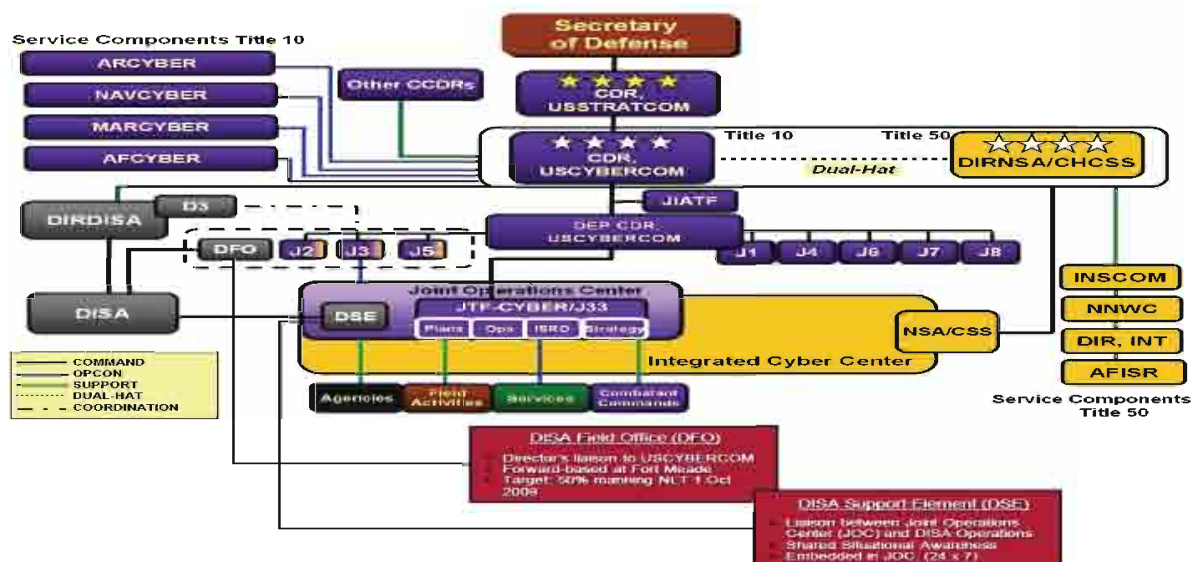 Service Components Title 10
ARCYBER
NAVCYBER
MARCYBER
AFCYBER
Other CCDRs
Secretary
of Defense
CDR,
USSTRATCOM
CDR,
USCYBERCOM
Title 10
Title 50
Dual-Hat
DIRNSA/CHCSS
DIRDISA
D3
JIATF
DEP CDR,
USCYBERCOM
DFO
J2
J3
J5
J1
J4
J6
J7
J8
DISA
Joint Operations Center
JTF-CYBER/J33
DSE
Plans
Ops
ISRD
Strategy
NSA/CSS
Integrated Cyber Center
INSCOM
NNWC
DIR, INT
AFISR
Service Components
Title 50
COMMAND
OPCON
SUPPORT
DUAL-HAT
COORDINATION
Agencies
Field
Activities
Services
Combatant
Commands
DISA Field Office (DFO)
Director's liaison to USCYBERCOM
Forward-based at Fort Meade
Target: 50% manning NLT 1 Oct
2009
DISA Support Element (DSE)
Liaison between Joint Operations
Center (JOC) and DISA Operations
Shared Situational Awareness
Embedded in JOC (24 x 7)